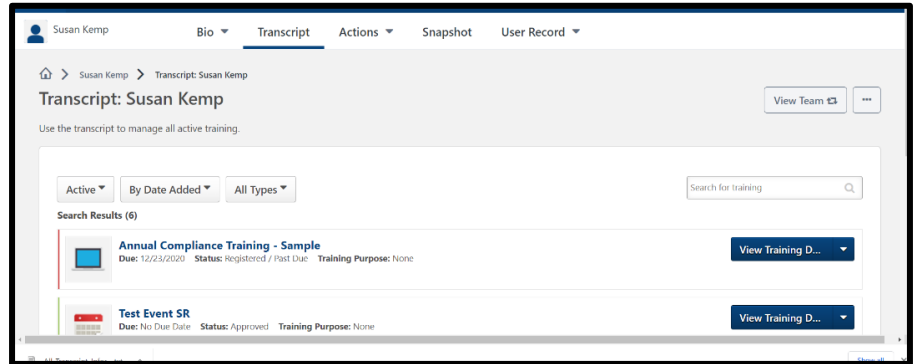 Susan Kemp Bio Transcript Actions Snapshot User Record
Susan Kemp Transcript: Susan Kemp
Transcript: Susan Kemp
View Team
Use the transcript to manage all active training.
Active By Date Added All Types
Search for training
Search Results (6)
Annual Compliance Training - Sample
Due: 12/23/2020 Status: Registered / Past Due Training Purpose: None
View Training D...
Test Event SR
Due: No Due Date Status: Approved Training Purpose: None
View Training D...
Show all